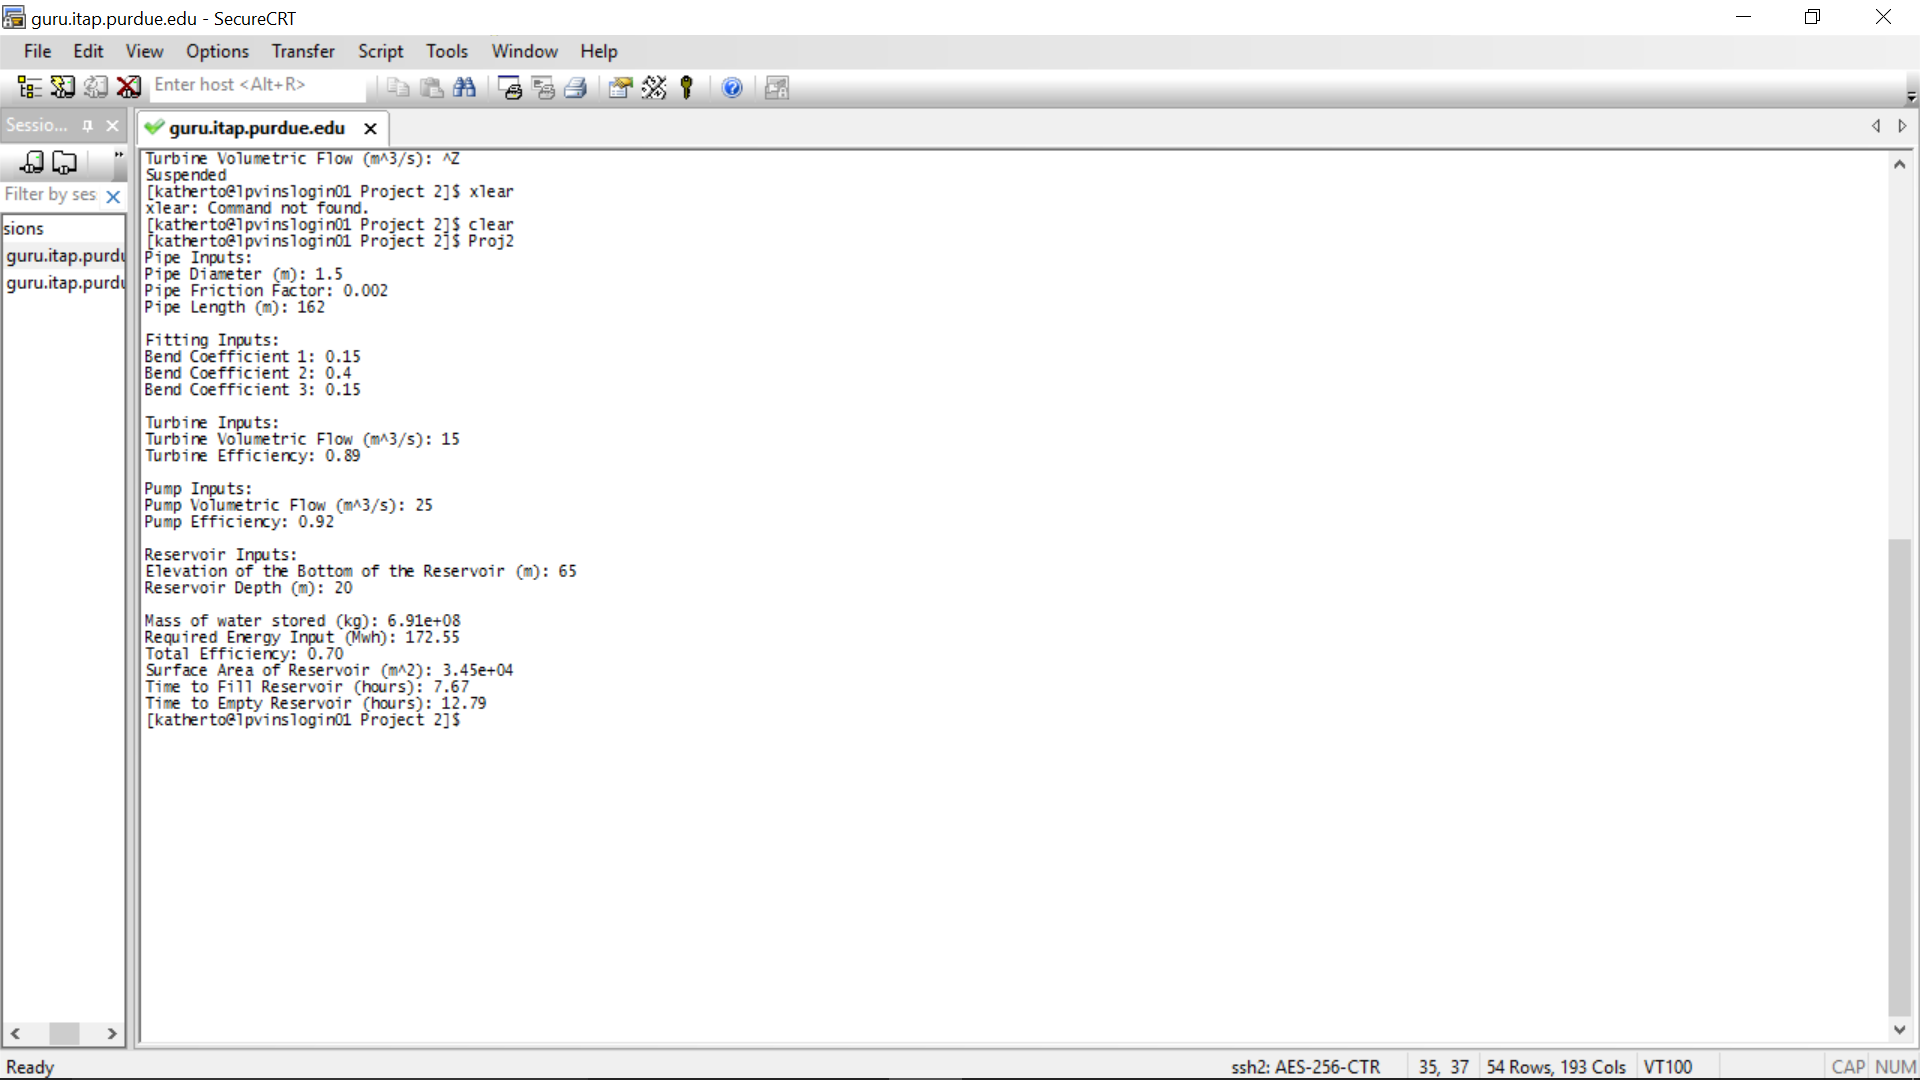 guru.itap.purdue.edu - SecureCRT
File Edit View Options Transfer Script Tools Window Help
Enter host <Alt+R>
Sessio...
guru.itap.purdue.edu
Filter by ses
sions
guru.itap.purdu
guru.itap.purdu
Turbine Volumetric Flow (m^3/s): ^Z
Suspended
[katherto@lpvinslogin01 Project 2]$ xlear
xlear: Command not found.
[katherto@lpvinslogin01 Project 2]$ clear
[katherto@lpvinslogin01 Project 2]$ Proj2
Pipe Inputs:
Pipe Diameter (m): 1.5
Pipe Friction Factor: 0.002
Pipe Length (m): 162
Fitting Inputs:
Bend Coefficient 1: 0.15
Bend Coefficient 2: 0.4
Bend Coefficient 3: 0.15
Turbine Inputs:
Turbine Volumetric Flow (m^3/s): 15
Turbine Efficiency: 0.89
Pump Inputs:
Pump Volumetric Flow (m^3/s): 25
Pump Efficiency: 0.92
Reservoir Inputs:
Elevation of the Bottom of the Reservoir (m): 65
Reservoir Depth (m): 20
Mass of water stored (kg): 6.91e+08
Required Energy Input (Mwh): 172.55
Total Efficiency: 0.70
Surface Area of Reservoir (m^2): 3.45e+04
Time to Fill Reservoir (hours): 7.67
Time to Empty Reservoir (hours): 12.79
[katherto@lpvinslogin01 Project 2]$
Ready
ssh2: AES-256-CTR 35, 37 54 Rows, 193 Cols VT100 CAP NUM